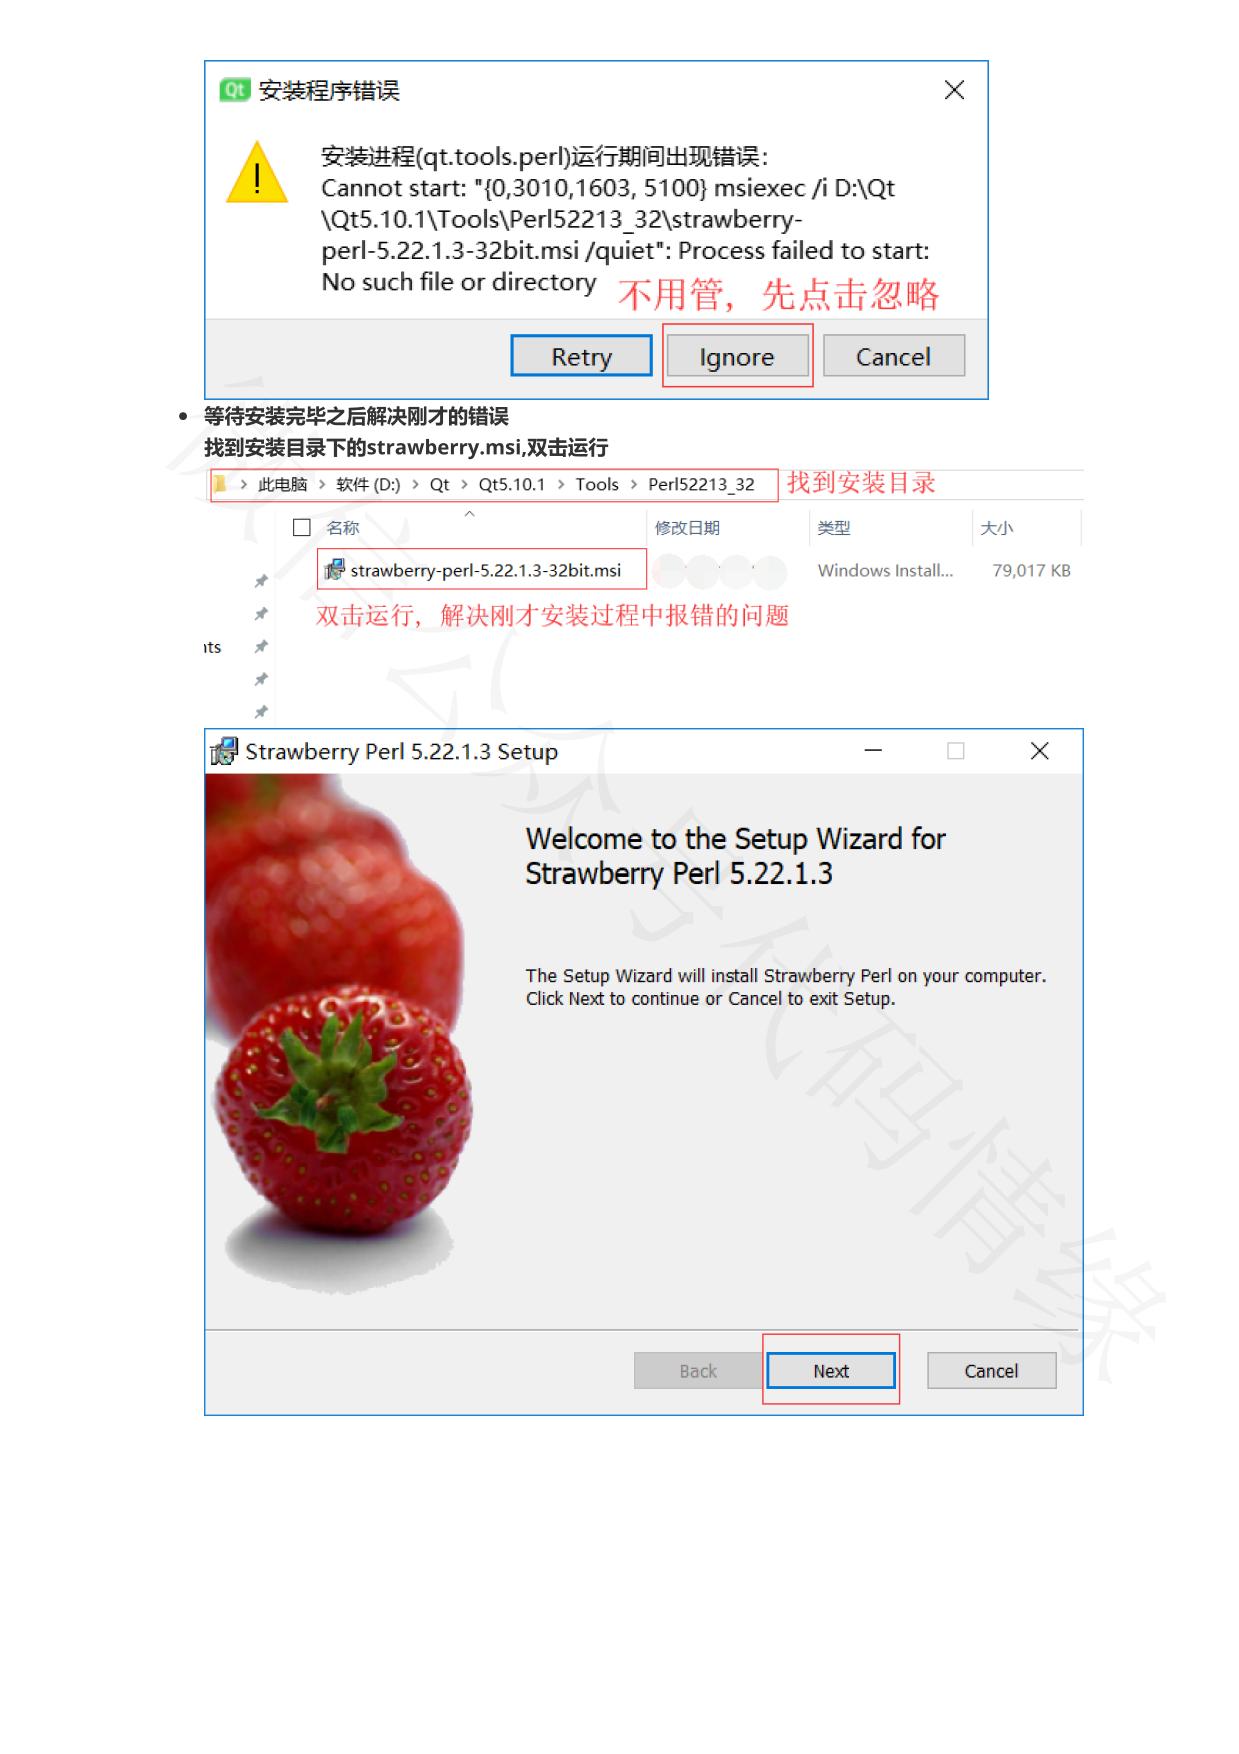 Qt 安装程序错误
安装进程(qt.tools.perl)运行期间出现错误:
Cannot start: "{0,3010,1603, 5100} msiexec /i D:\Qt
\Qt5.10.1\Tools\Perl52213_32\strawberry-
perl-5.22.1.3-32bit.msi /quiet": Process failed to start:
No such file or directory
不用管，先点击忽略
Retry Ignore Cancel
• 等待安装完毕之后解决刚才的错误
找到安装目录下的strawberry.msi,双击运行
> 此电脑 > 软件 (D:) > Qt > Qt5.10.1 > Tools > Perl52213_32 找到安装目录
名称 修改日期 类型 大小
strawberry-perl-5.22.1.3-32bit.msi Windows Install... 79,017 KB
双击运行，解决刚才安装过程中报错的问题
nts
Strawberry Perl 5.22.1.3 Setup
Welcome to the Setup Wizard for
Strawberry Perl 5.22.1.3
The Setup Wizard will install Strawberry Perl on your computer.
Click Next to continue or Cancel to exit Setup.
Back Next Cancel
微信公众号代码情缘